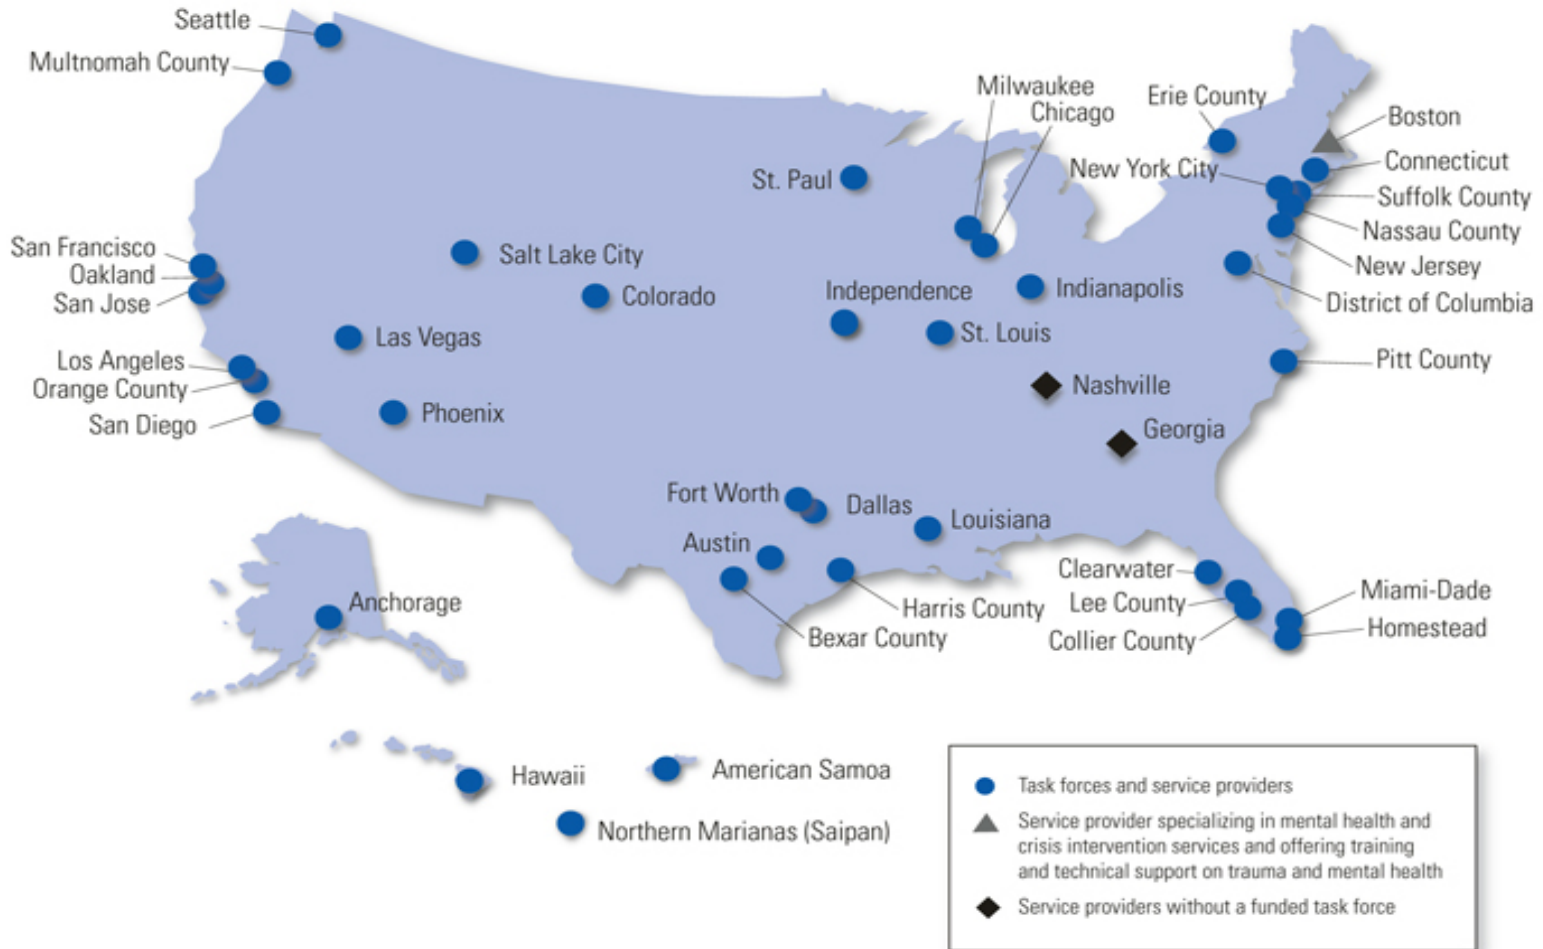 Seattle
Multnomah County
Milwaukee
Chicago
Erie County
Boston
Connecticut
New York City
Suffolk County
Nassau County
New Jersey
District of Columbia
St. Paul
San Francisco
Oakland
San Jose
Salt Lake City
Colorado
Independence
Indianapolis
Las Vegas
St. Louis
Los Angeles
Orange County
San Diego
Phoenix
Pitt County
Nashville
Georgia
Fort Worth
Dallas
Louisiana
Austin
Harris County
Bexar County
Clearwater
Lee County
Collier County
Miami-Dade
Homestead
Anchorage
Hawaii
American Samoa
Northern Marianas (Saipan)
Task forces and service providers
Service provider specializing in mental health and
crisis intervention services and offering training
and technical support on trauma and mental health
Service providers without a funded task force